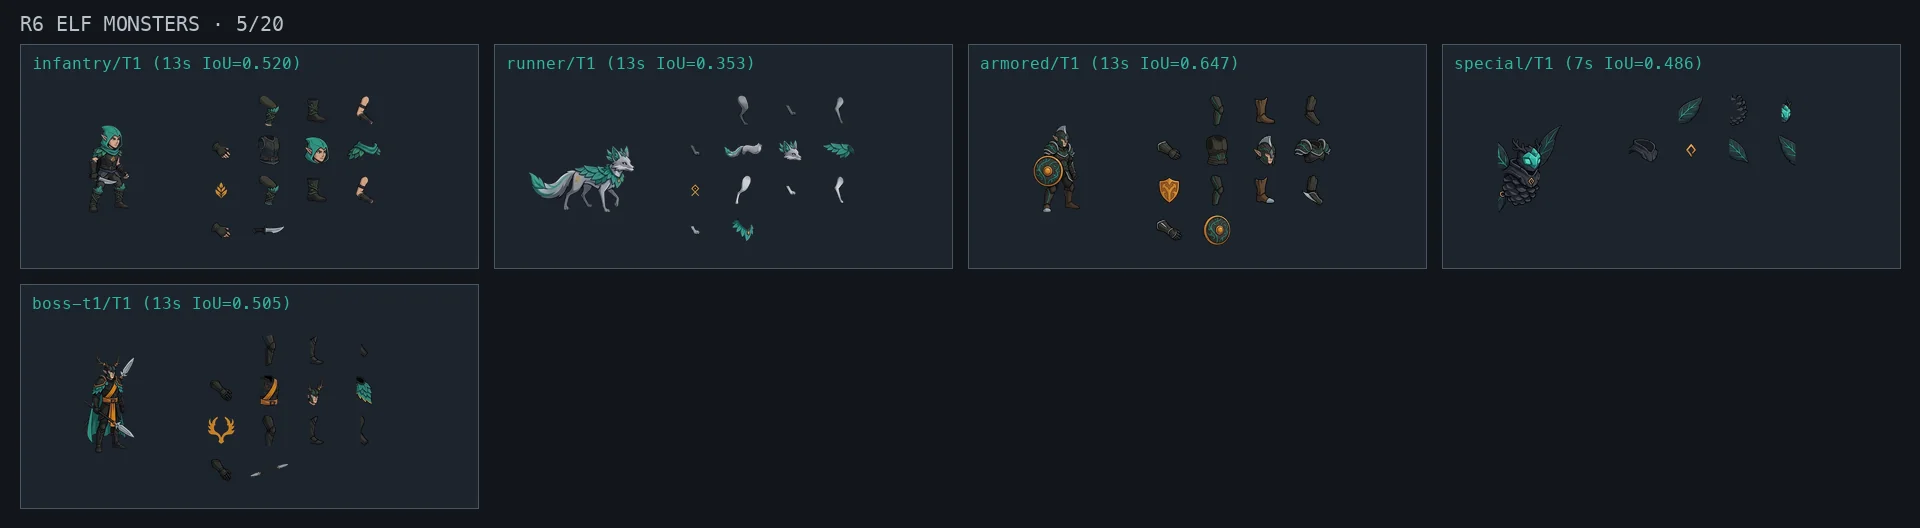 R6 ELF MONSTERS · 5/20
infantry/T1 (13s IoU=0.520)
runner/T1 (13s IoU=0.353)
armored/T1 (13s IoU=0.647)
special/T1 (7s IoU=0.486)
boss-t1/T1 (13s IoU=0.505)